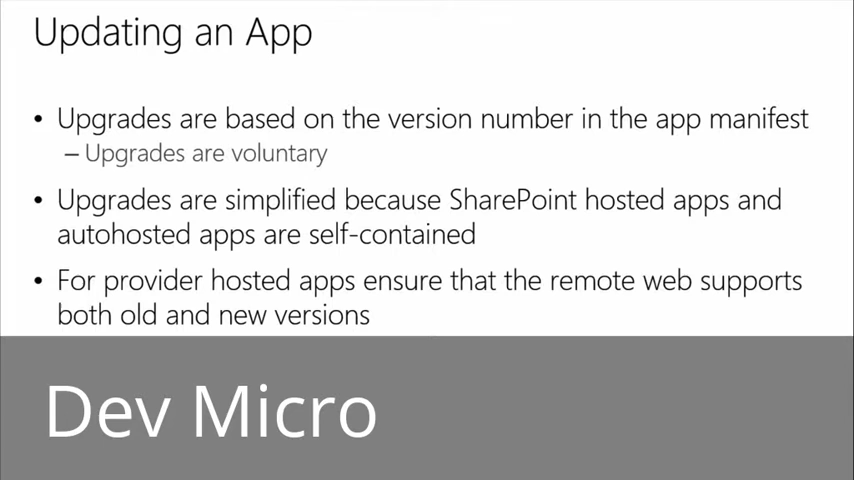 Updating an App
• Upgrades are based on the version number in the app manifest
– Upgrades are voluntary
• Upgrades are simplified because SharePoint hosted apps and
autohosted apps are self-contained
• For provider hosted apps ensure that the remote web supports
both old and new versions
Dev Micro